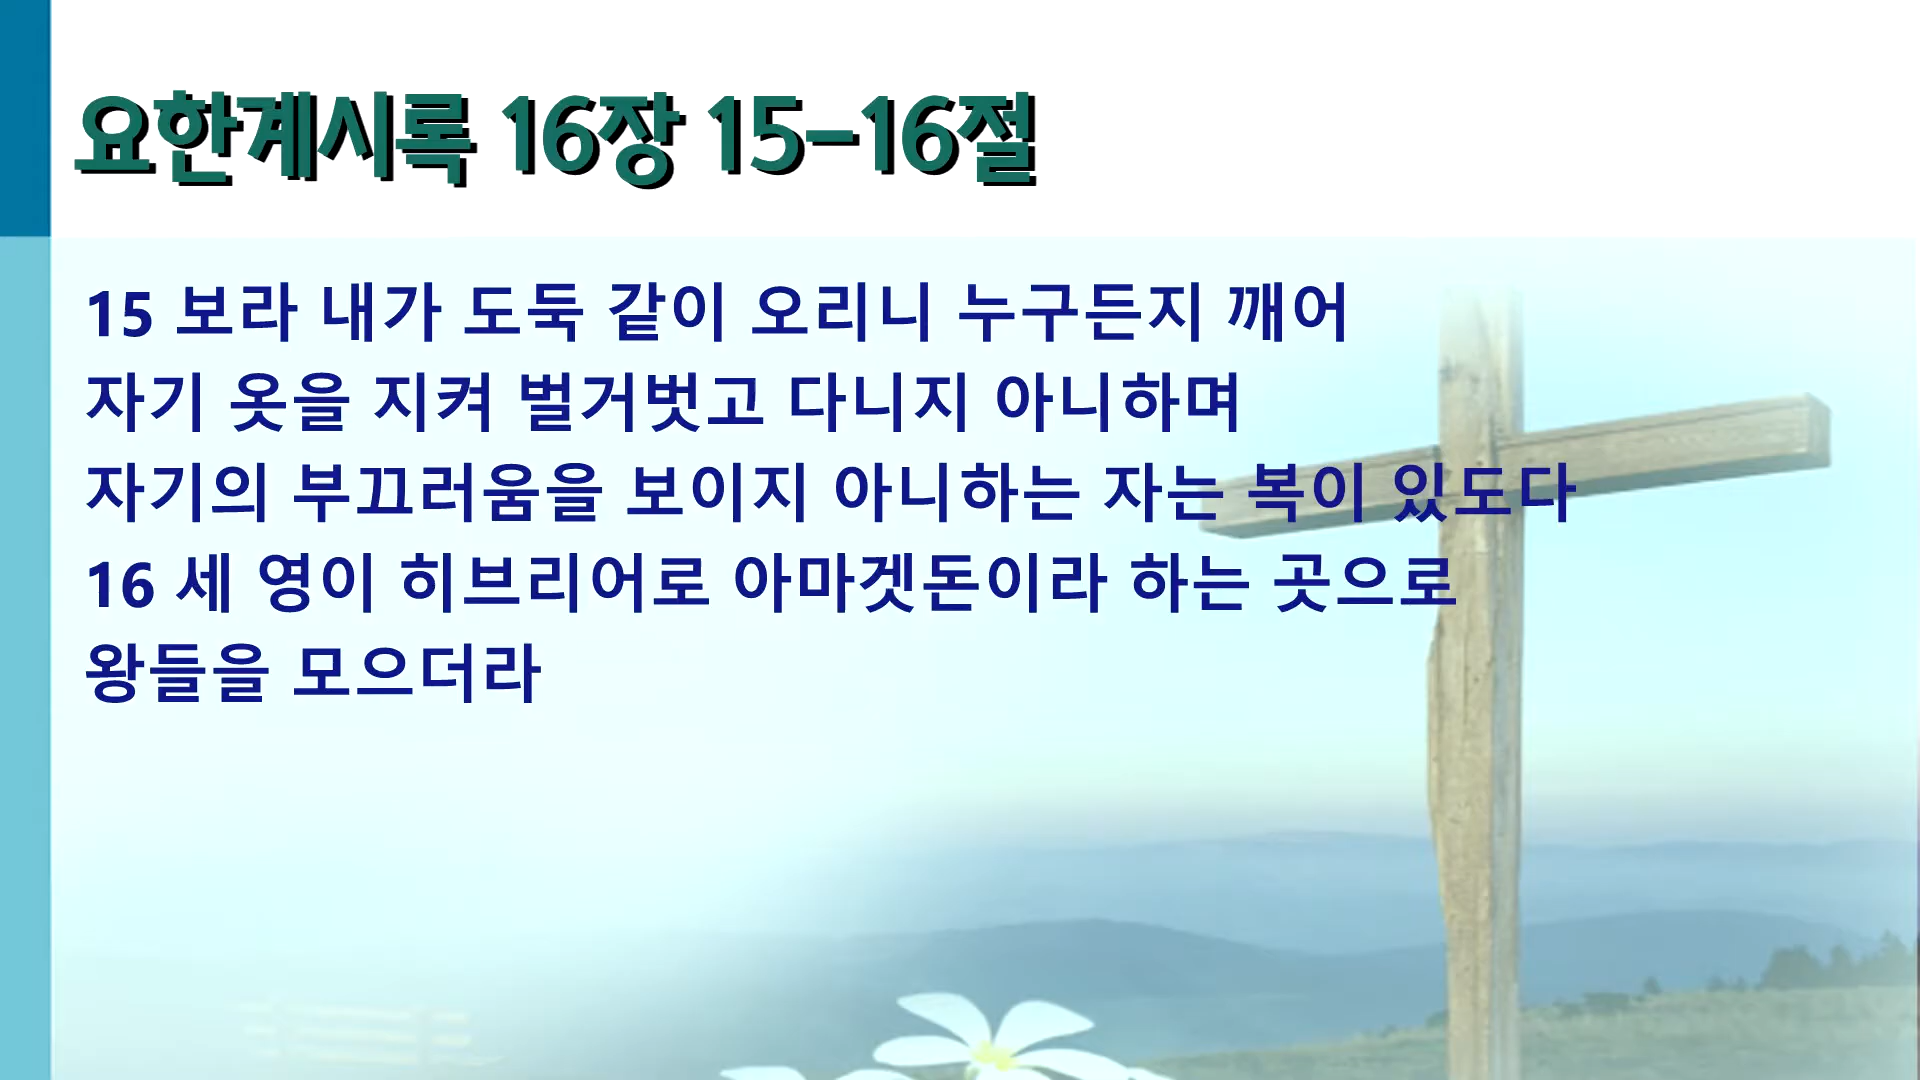 요한계시록 16장 15-16절
15 보라 내가 도둑 같이 오리니 누구든지 깨어
자기 옷을 지켜 벌거벗고 다니지 아니하며
자기의 부끄러움을 보이지 아니하는 자는 복이 있도다
16 세 영이 히브리어로 아마겟돈이라 하는 곳으로
왕들을 모으더라